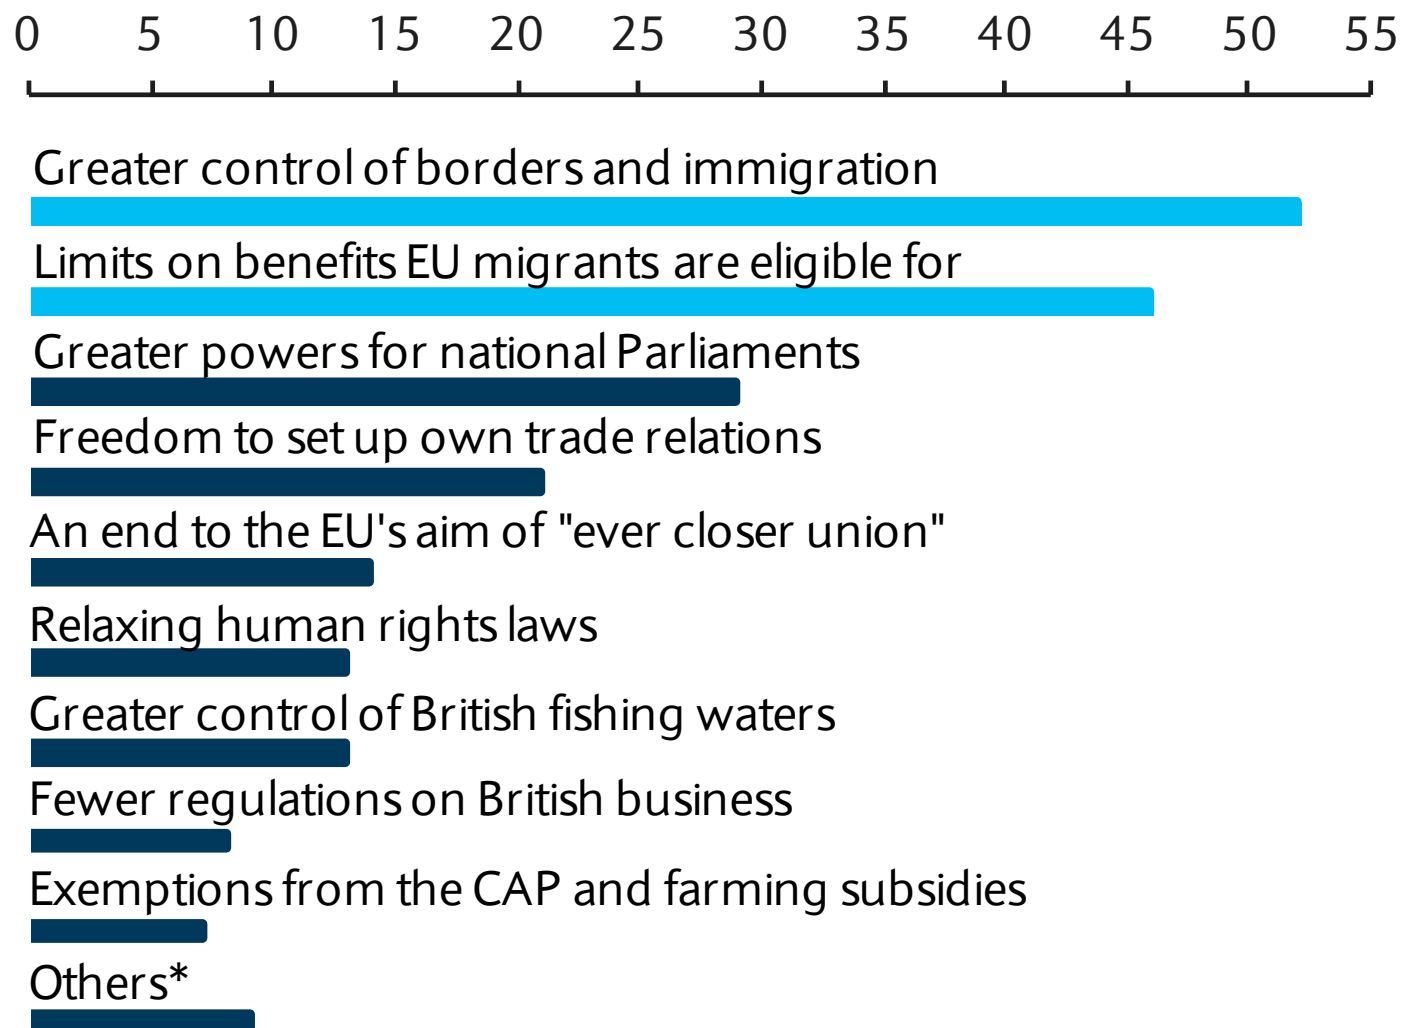 0 5 10 15 20 25 30 35 40 45 50 55
Greater control of borders and immigration
Limits on benefits EU migrants are eligible for
Greater powers for national Parliaments
Freedom to set up own trade relations
An end to the EU's aim of "ever closer union"
Relaxing human rights laws
Greater control of British fishing waters
Fewer regulations on British business
Exemptions from the CAP and farming subsidies
Others*